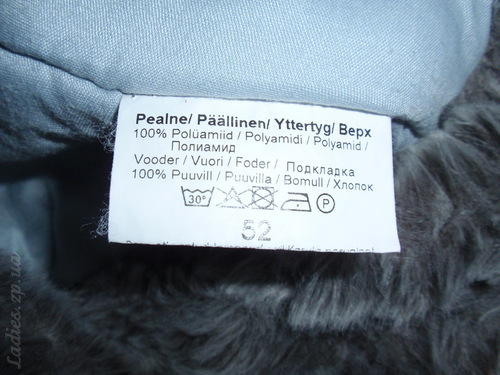 Pealne/ Päällinen/ Yttertyg/ Верх
100% Polüamiid / Polyamidi / Polyamid /
Полиамид
Vooder / Vuori / Foder / Подкладка
100% Puuvill / Puuvilla / Bomull / Хлопок
30° P
52
Ladies.zp.ua